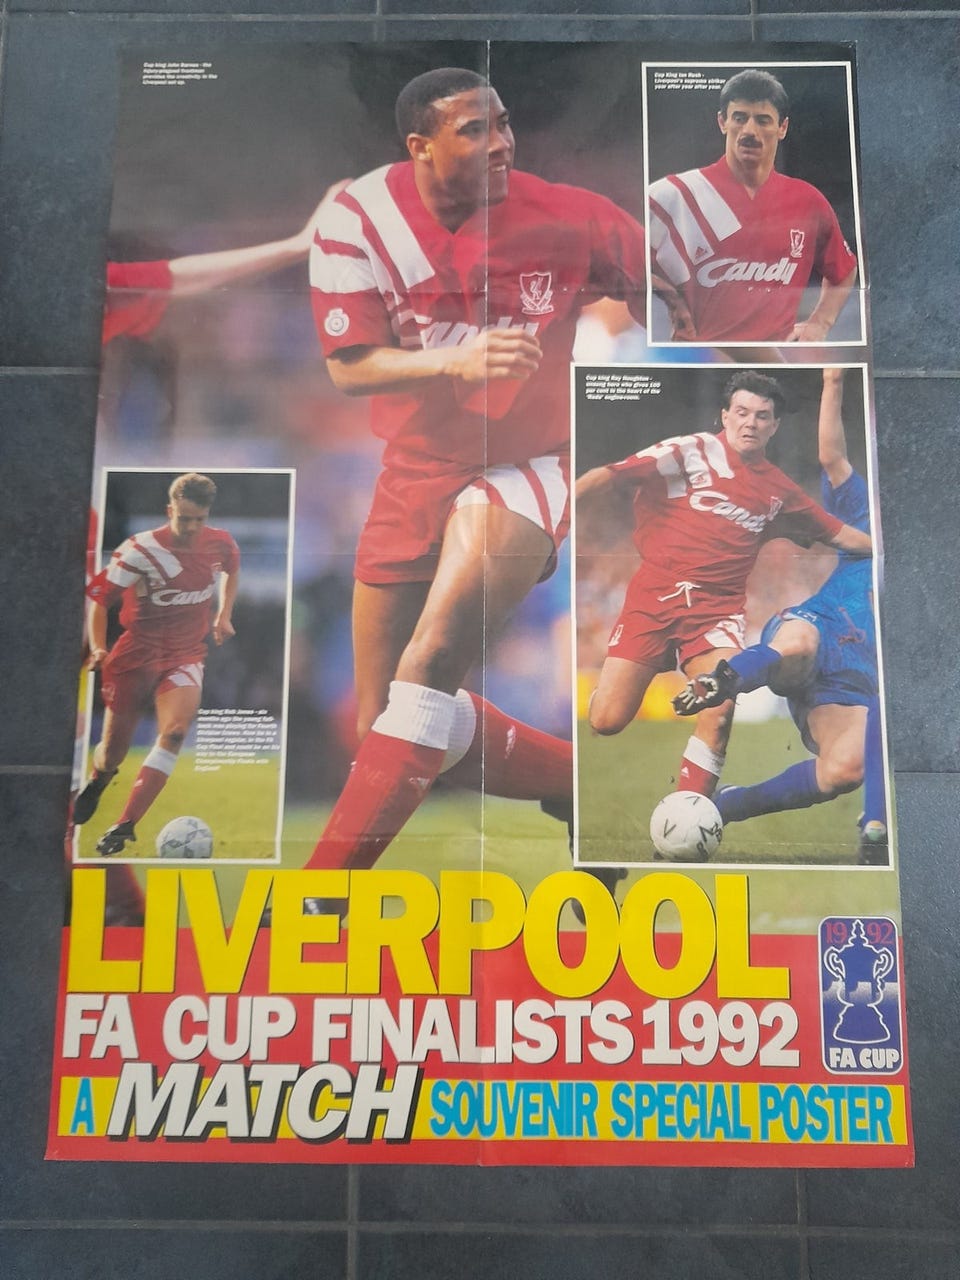 Cup king John Barnes - the
injury-plagued frontman
provides the creativity in the
Liverpool set up.
Cup King Ian Rush -
Liverpool's supreme striker
year after year after year.
Candy
Candy
Cup king Ray Houghton -
unsung hero who gives 100
per cent in the heart of the
'Reds' engine-room.
Candy
Candy
Cup king Rob Jones - six
months ago the young full-
back was playing for Fourth
Division Crewe. Now he is a
Liverpool regular, in the FA
Cup Final and could be on his
way to the European
Championship Finals with
England!
LIVERPOOL
FA CUP FINALISTS 1992
1992
FA CUP
A MATCH SOUVENIR SPECIAL POSTER